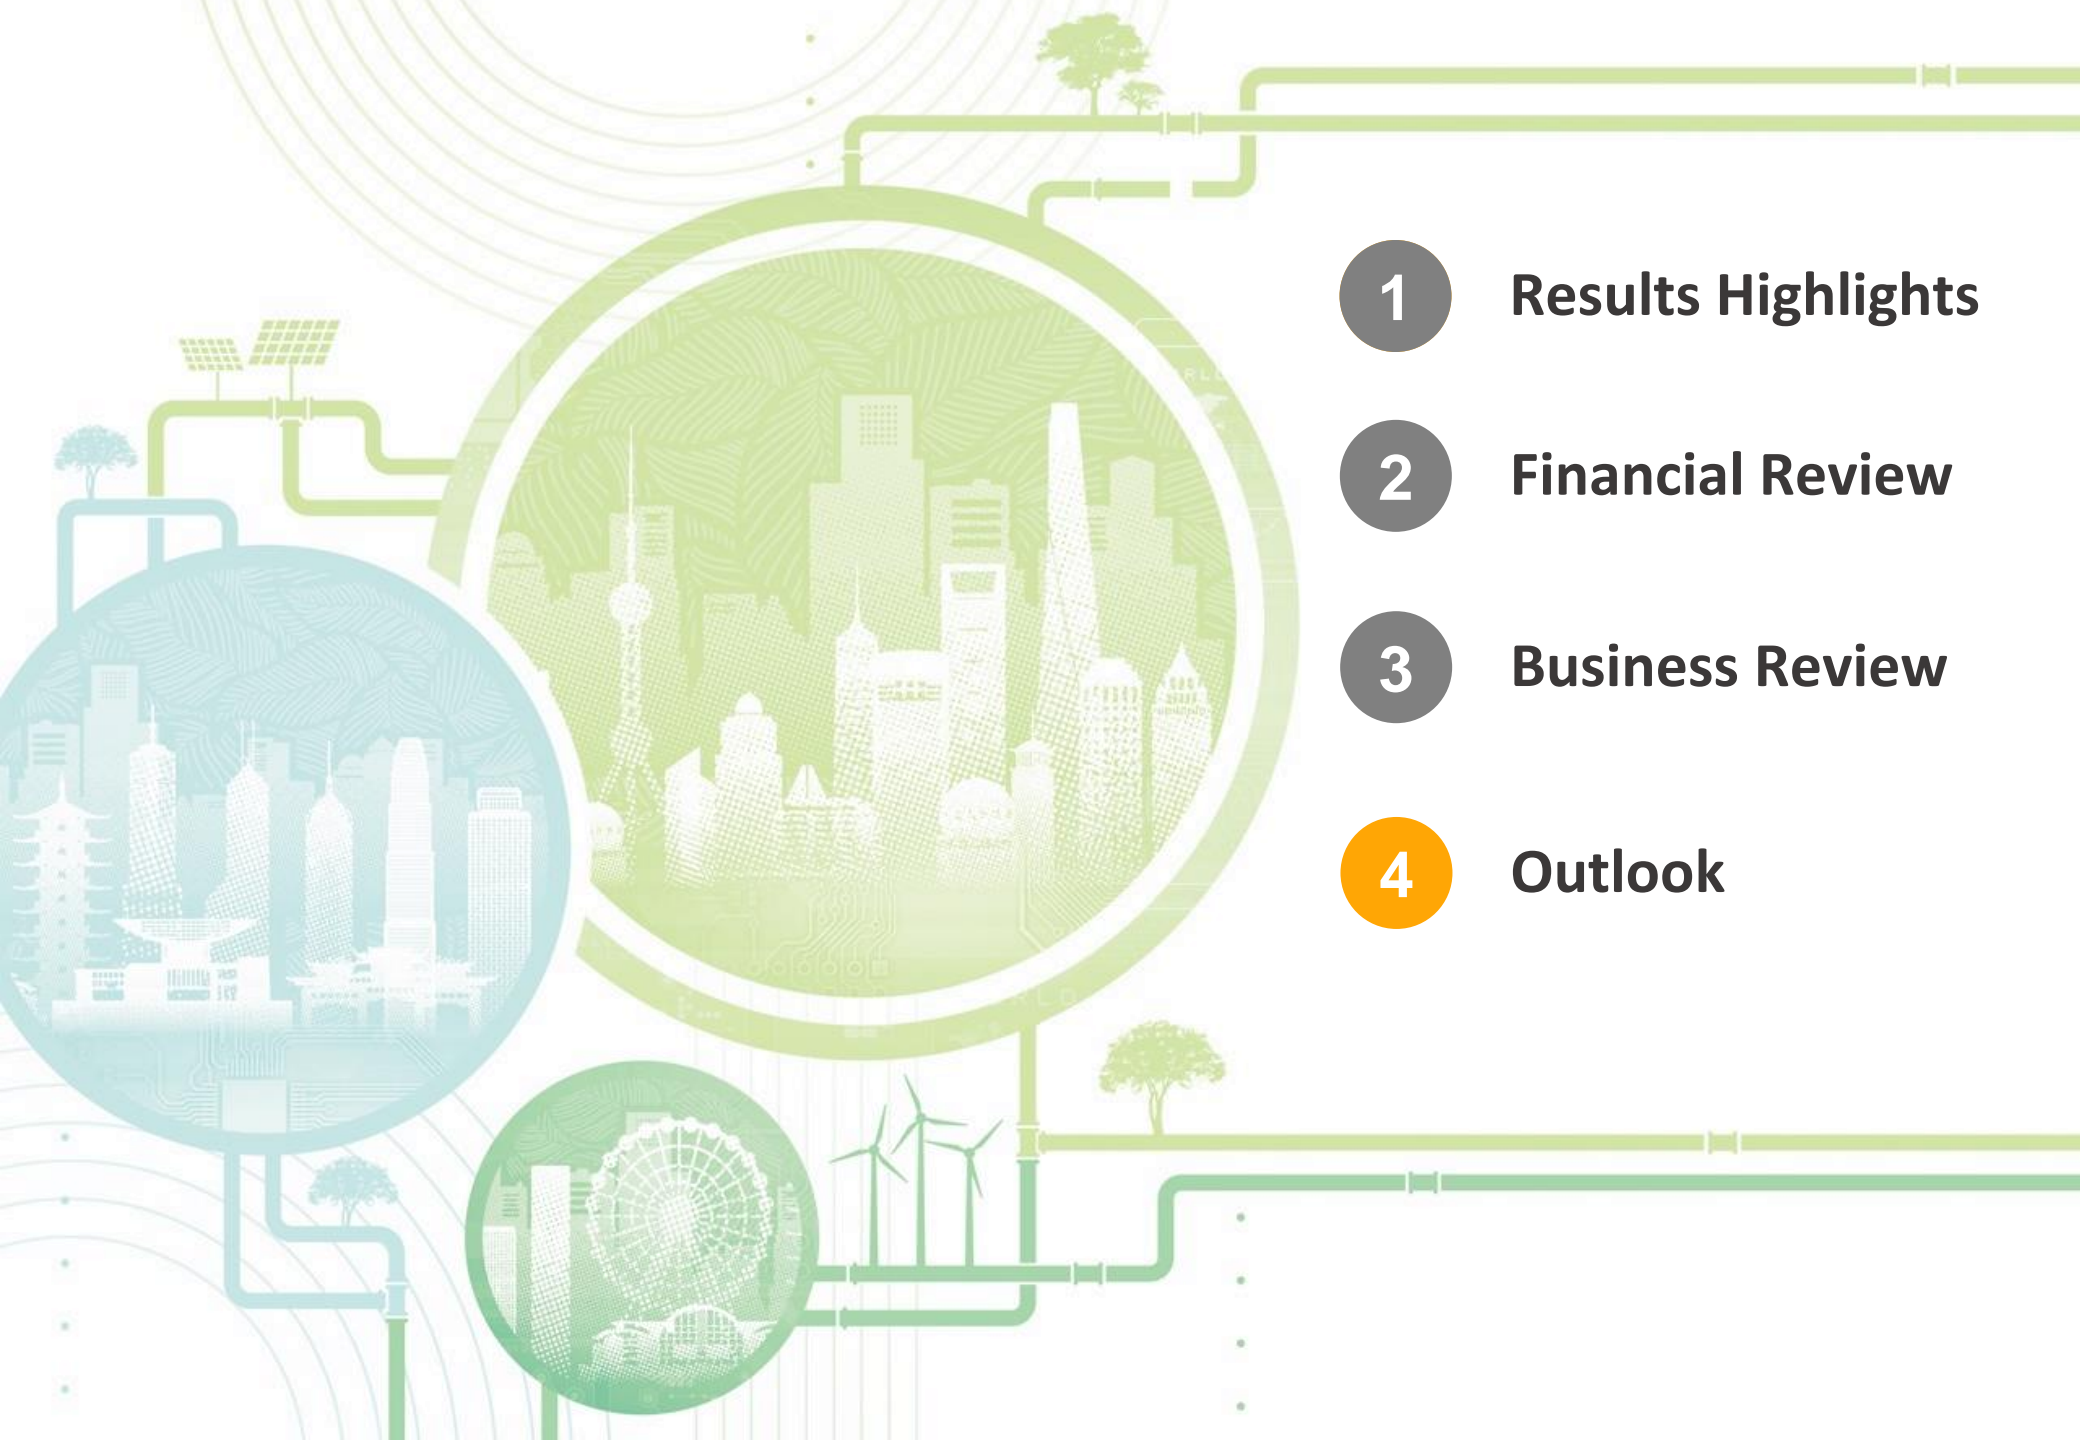 1 Results Highlights
2 Financial Review
3 Business Review
4 Outlook